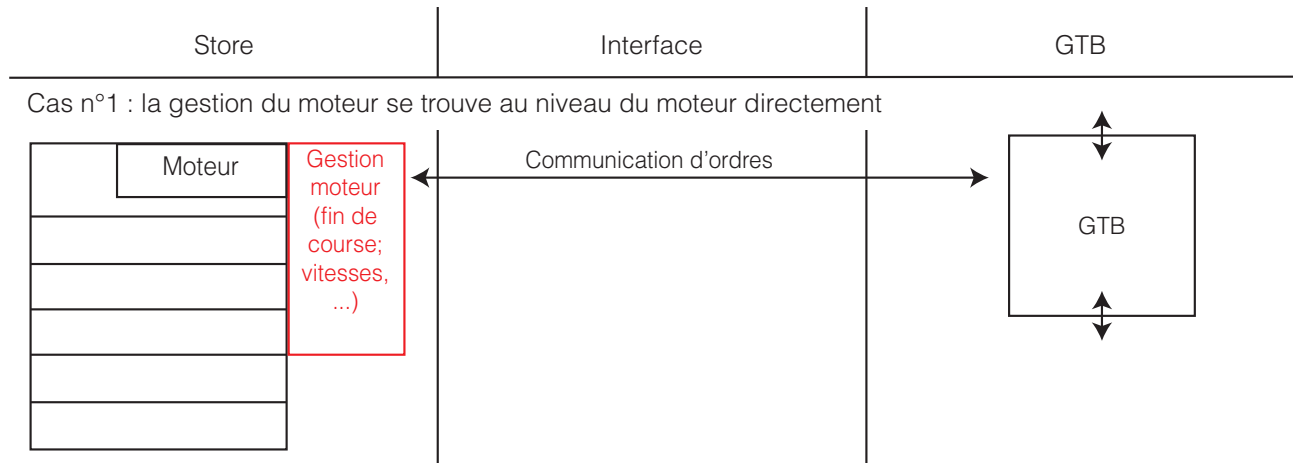 Store
Interface
GTB
Cas n°1 : la gestion du moteur se trouve au niveau du moteur directement
Moteur
Gestion
moteur
(fin de
course;
vitesses,
...)
Communication d'ordres
GTB